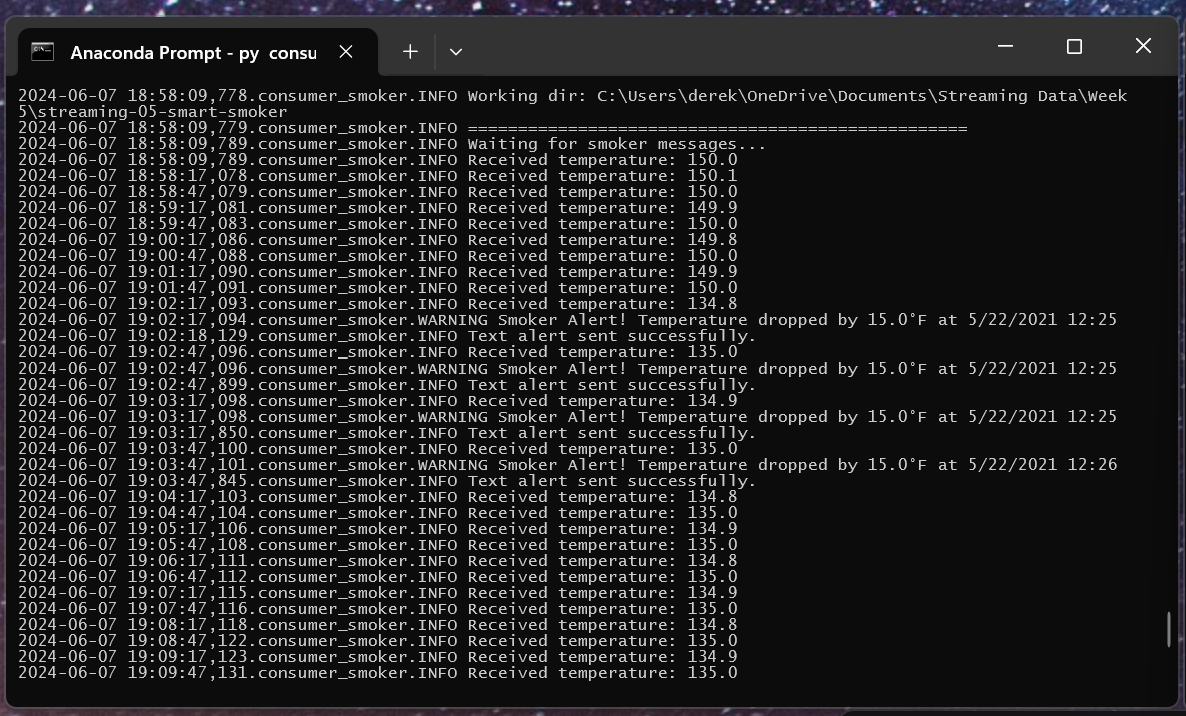 Anaconda Prompt - py consu
2024-06-07 18:58:09,778.consumer_smoker.INFO Working dir: C:\Users\derek\OneDrive\Documents\Streaming Data\Week
5\streaming-05-smart-smoker
2024-06-07 18:58:09,779.consumer_smoker.INFO ==================================================
2024-06-07 18:58:09,789.consumer_smoker.INFO Waiting for smoker messages...
2024-06-07 18:58:09,789.consumer_smoker.INFO Received temperature: 150.0
2024-06-07 18:58:17,078.consumer_smoker.INFO Received temperature: 150.1
2024-06-07 18:58:47,079.consumer_smoker.INFO Received temperature: 150.0
2024-06-07 18:59:17,081.consumer_smoker.INFO Received temperature: 149.9
2024-06-07 18:59:47,083.consumer_smoker.INFO Received temperature: 150.0
2024-06-07 19:00:17,086.consumer_smoker.INFO Received temperature: 149.8
2024-06-07 19:00:47,088.consumer_smoker.INFO Received temperature: 150.0
2024-06-07 19:01:17,090.consumer_smoker.INFO Received temperature: 149.9
2024-06-07 19:01:47,091.consumer_smoker.INFO Received temperature: 150.0
2024-06-07 19:02:17,093.consumer_smoker.INFO Received temperature: 134.8
2024-06-07 19:02:17,094.consumer_smoker.WARNING Smoker Alert! Temperature dropped by 15.0°F at 5/22/2021 12:25
2024-06-07 19:02:18,129.consumer_smoker.INFO Text alert sent successfully.
2024-06-07 19:02:47,096.consumer_smoker.INFO Received temperature: 135.0
2024-06-07 19:02:47,096.consumer_smoker.WARNING Smoker Alert! Temperature dropped by 15.0°F at 5/22/2021 12:25
2024-06-07 19:02:47,899.consumer_smoker.INFO Text alert sent successfully.
2024-06-07 19:03:17,098.consumer_smoker.INFO Received temperature: 134.9
2024-06-07 19:03:17,098.consumer_smoker.WARNING Smoker Alert! Temperature dropped by 15.0°F at 5/22/2021 12:25
2024-06-07 19:03:17,850.consumer_smoker.INFO Text alert sent successfully.
2024-06-07 19:03:47,100.consumer_smoker.INFO Received temperature: 135.0
2024-06-07 19:03:47,101.consumer_smoker.WARNING Smoker Alert! Temperature dropped by 15.0°F at 5/22/2021 12:26
2024-06-07 19:03:47,845.consumer_smoker.INFO Text alert sent successfully.
2024-06-07 19:04:17,103.consumer_smoker.INFO Received temperature: 134.8
2024-06-07 19:04:47,104.consumer_smoker.INFO Received temperature: 135.0
2024-06-07 19:05:17,106.consumer_smoker.INFO Received temperature: 134.9
2024-06-07 19:05:47,108.consumer_smoker.INFO Received temperature: 135.0
2024-06-07 19:06:17,111.consumer_smoker.INFO Received temperature: 134.8
2024-06-07 19:06:47,112.consumer_smoker.INFO Received temperature: 135.0
2024-06-07 19:07:17,115.consumer_smoker.INFO Received temperature: 134.9
2024-06-07 19:07:47,116.consumer_smoker.INFO Received temperature: 135.0
2024-06-07 19:08:17,118.consumer_smoker.INFO Received temperature: 134.8
2024-06-07 19:08:47,122.consumer_smoker.INFO Received temperature: 135.0
2024-06-07 19:09:17,123.consumer_smoker.INFO Received temperature: 134.9
2024-06-07 19:09:47,131.consumer_smoker.INFO Received temperature: 135.0